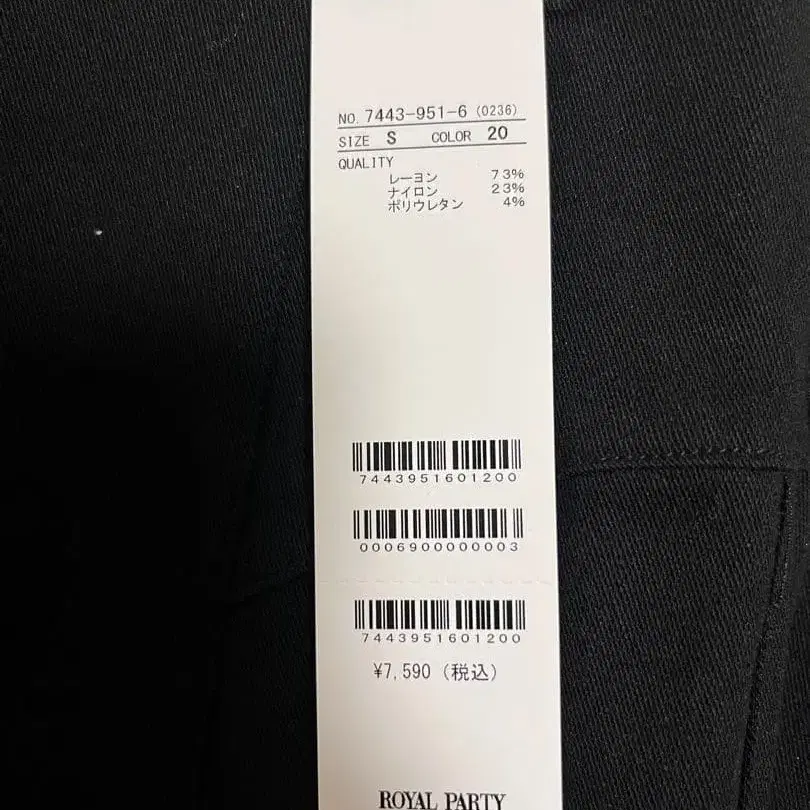 NO. 7443-951-6 (0236)
SIZE S COLOR 20
QUALITY
レーヨン 73%
ナイロン 23%
ポリウレタン 4%
7443951601200
0006900000003
7443951601200
¥7,590 (税込)
ROYAL PARTY